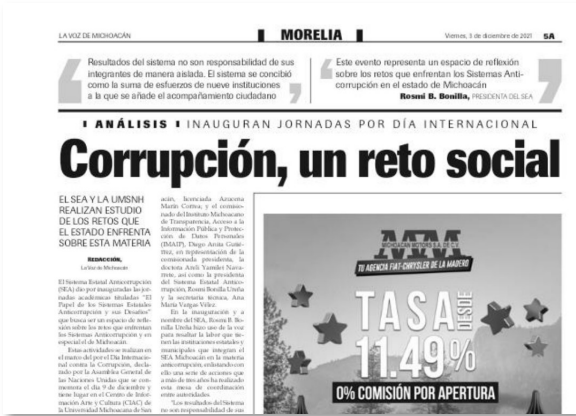 LA VOZ DE MICHOACÁN
MORELIA
Viernes, 3 de diciembre de 2021 5A
Resultados del sistema no son responsabilidad de sus
integrantes de manera aislada. El sistema se concibió
como la suma de esfuerzos de nueve instituciones
a la que se añade el acompañamiento ciudadano
Este evento representa un espacio de reflexión
sobre los retos que enfrentan los Sistemas Anti-
corrupción en el estado de Michoacán
Rosmi B. Bonilla, PRESIDENTA DEL SEA
ANÁLISIS INAUGURAN JORNADAS POR DÍA INTERNACIONAL
Corrupción, un reto social
EL SEA Y LA UMSNH
REALIZAN ESTUDIO
DE LOS RETOS QUE
EL ESTADO ENFRENTA
SOBRE ESTA MATERIA
REDACCIÓN,
La Voz de Michoacán
El Sistema Estatal Anticorrupción
(SEA) dio por inauguradas las jor-
nadas académicas tituladas "El
Papel de los Sistemas Estatales
Anticorrupción y sus Desafíos"
que busca ser un espacio de refle-
xión sobre los retos que enfrentan
los Sistemas Anticorrupción y en
especial el de Michoacán.
Estas actividades se realizan en
el marco del por el Día Internacio-
nal contra la Corrupción, decla-
rado por la Asamblea General de
las Naciones Unidas que se con-
memora el día 9 de diciembre y
tiene lugar en el Centro de Infor-
mación Arte y Cultura (CIAC) de
la Universidad Michoacana de San
acán, licenciada Azucena
Marín Correa; y el comisio-
nado del Instituto Michoacano
de Transparencia, Acceso a la
Información Pública y Protec-
ción de Datos Personales
(IMAIP), Diego Arota Gutié-
rrez, en representación de la
comisionada presidenta, la
doctora Areli Yamilet Nava-
rrete, así como la presidenta
del Sistema Estatal Antico-
rrupción, Rosmi Bonilla Ureña
y la secretaria técnica, Ana
María Vargas Vélez.
En la inauguración y a
nombre del SEA, Rosmi B. Bo-
nilla Ureña hizo uso de la voz
para resaltar la labor que tie-
nen las instituciones estatales y
municipales que integran el
SEA Michoacán en la materia
anticorrupción, enlistando con
ello una serie de acciones que
a más de tres años ha realizado
esta mesa de coordinación
entre autoridades.
"Los resultados del Sistema
no son responsabilidad de sus
MM
MICHOACÁN MOTORS S.A. DE C.V.
TU AGENCIA FIAT-CHRYSLER DE LA MADERO
TASA
DESDE
11.49%
0% COMISIÓN POR APERTURA